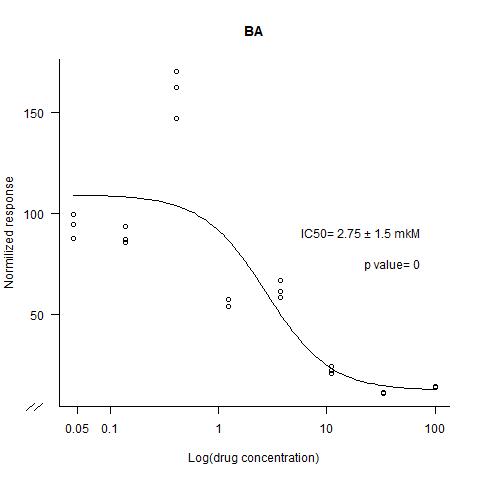 BA
Normilized response
150
100
50
IC50= 2.75 ± 1.5 mkM
p value= 0
0.05 0.1 1 10 100
Log(drug concentration)